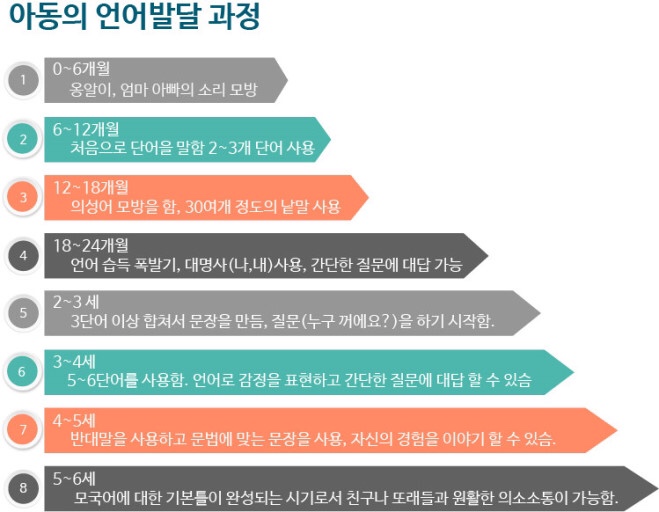 아동의 언어발달 과정
1
0~6개월
옹알이, 엄마 아빠의 소리 모방
2
6~12개월
처음으로 단어을 말함 2~3개 단어 사용
3
12~18개월
의성어 모방을 함, 30여개 정도의 낱말 사용
4
18~24개월
언어 습득 폭발기, 대명사(나,내)사용, 간단한 질문에 대답 가능
5
2~3 세
3단어 이상 합쳐서 문장을 만듬, 질문(누구 꺼에요?)을 하기 시작함.
6
3~4세
5~6단어를 사용함. 언어로 감정을 표현하고 간단한 질문에 대답 할 수 있슴
7
4~5세
반대말을 사용하고 문법에 맞는 문장을 사용, 자신의 경험을 이야기 할 수 있슴.
8
5~6세
모국어에 대한 기본틀이 완성되는 시기로서 친구나 또래들과 원활한 의소소통이 가능함.